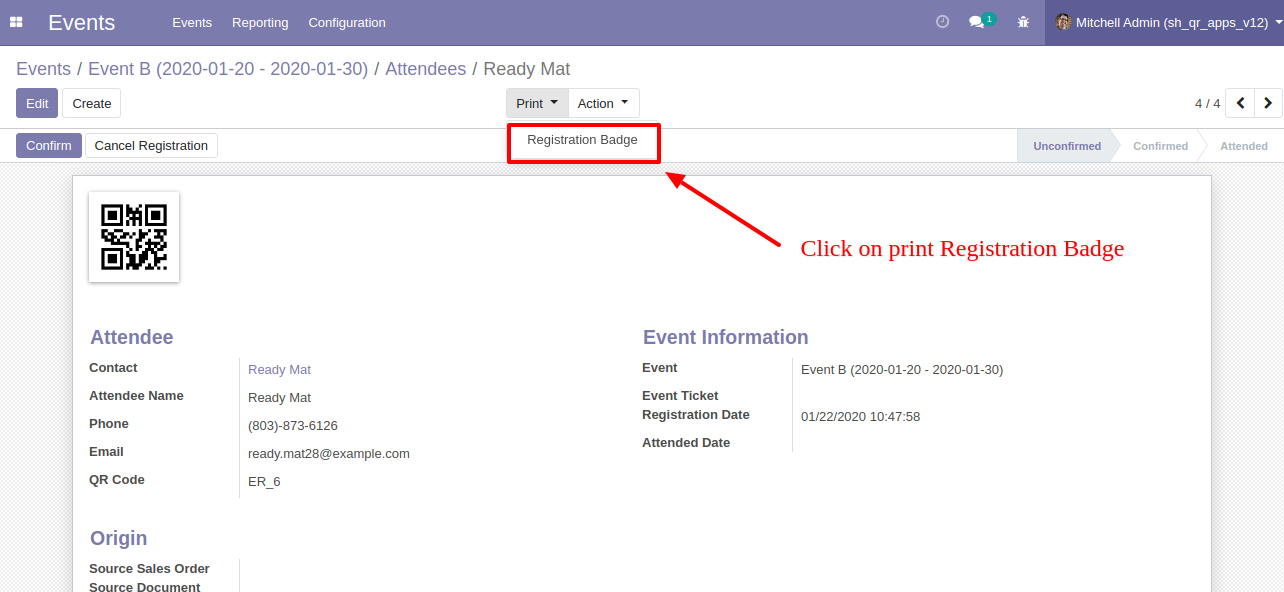 Events Events Reporting Configuration 1 Mitchell Admin (sh_qr_apps_v12)
Events / Event B (2020-01-20 - 2020-01-30) / Attendees / Ready Mat
Edit Create Print Action 4 / 4
Confirm Cancel Registration Registration Badge Unconfirmed Confirmed Attended
Click on print Registration Badge
Attendee
Contact Ready Mat
Attendee Name Ready Mat
Phone (803)-873-6126
Email ready.mat28@example.com
QR Code ER_6
Event Information
Event Event B (2020-01-20 - 2020-01-30)
Event Ticket
Registration Date 01/22/2020 10:47:58
Attended Date
Origin
Source Sales Order
Source Document